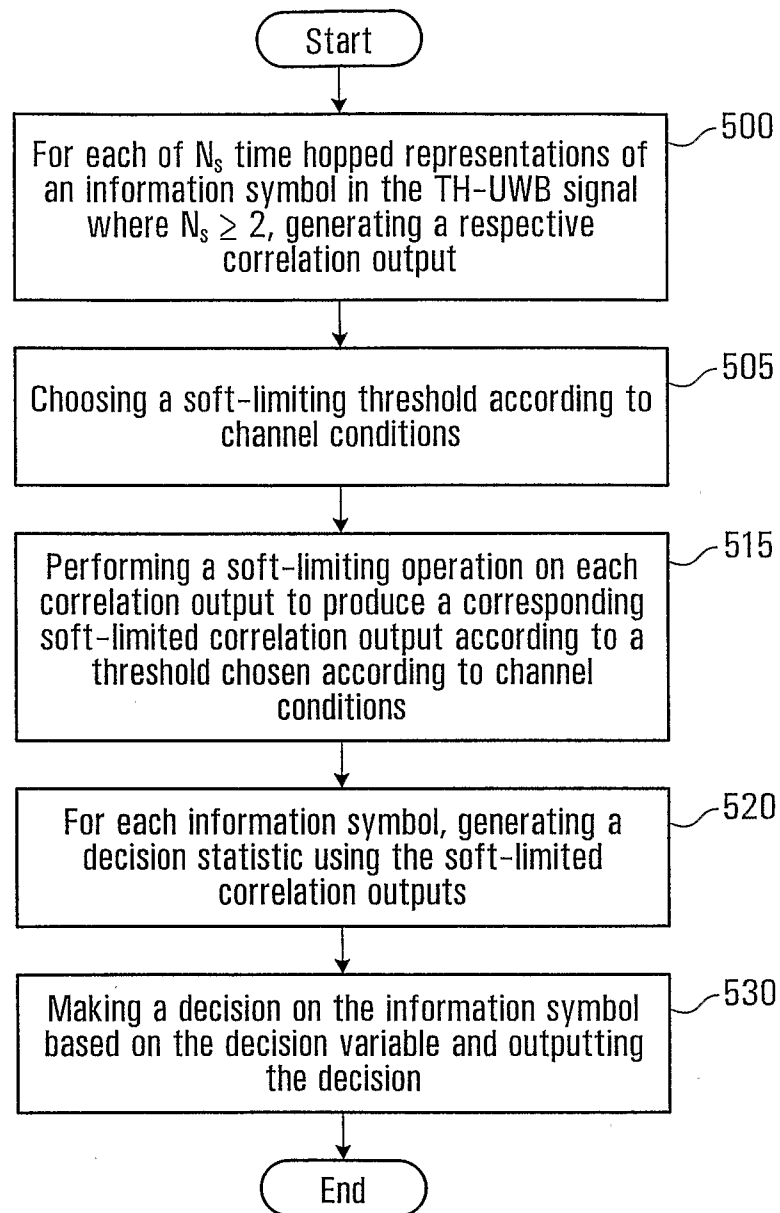 Start
500
For each of Nₛ time hopped representations of
an information symbol in the TH-UWB signal
where Nₛ ≥ 2, generating a respective
correlation output
505
Choosing a soft-limiting threshold according to
channel conditions
515
Performing a soft-limiting operation on each
correlation output to produce a corresponding
soft-limited correlation output according to a
threshold chosen according to channel
conditions
520
For each information symbol, generating a
decision statistic using the soft-limited
correlation outputs
530
Making a decision on the information symbol
based on the decision variable and outputting
the decision
End